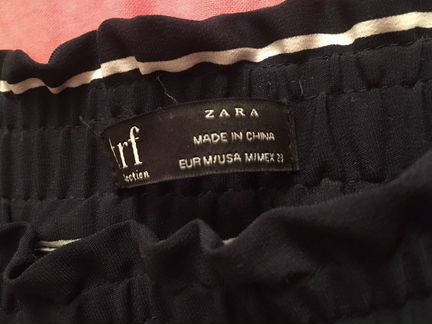 ZARA
trf
MADE IN CHINA
EUR M/USA M/MEX 28